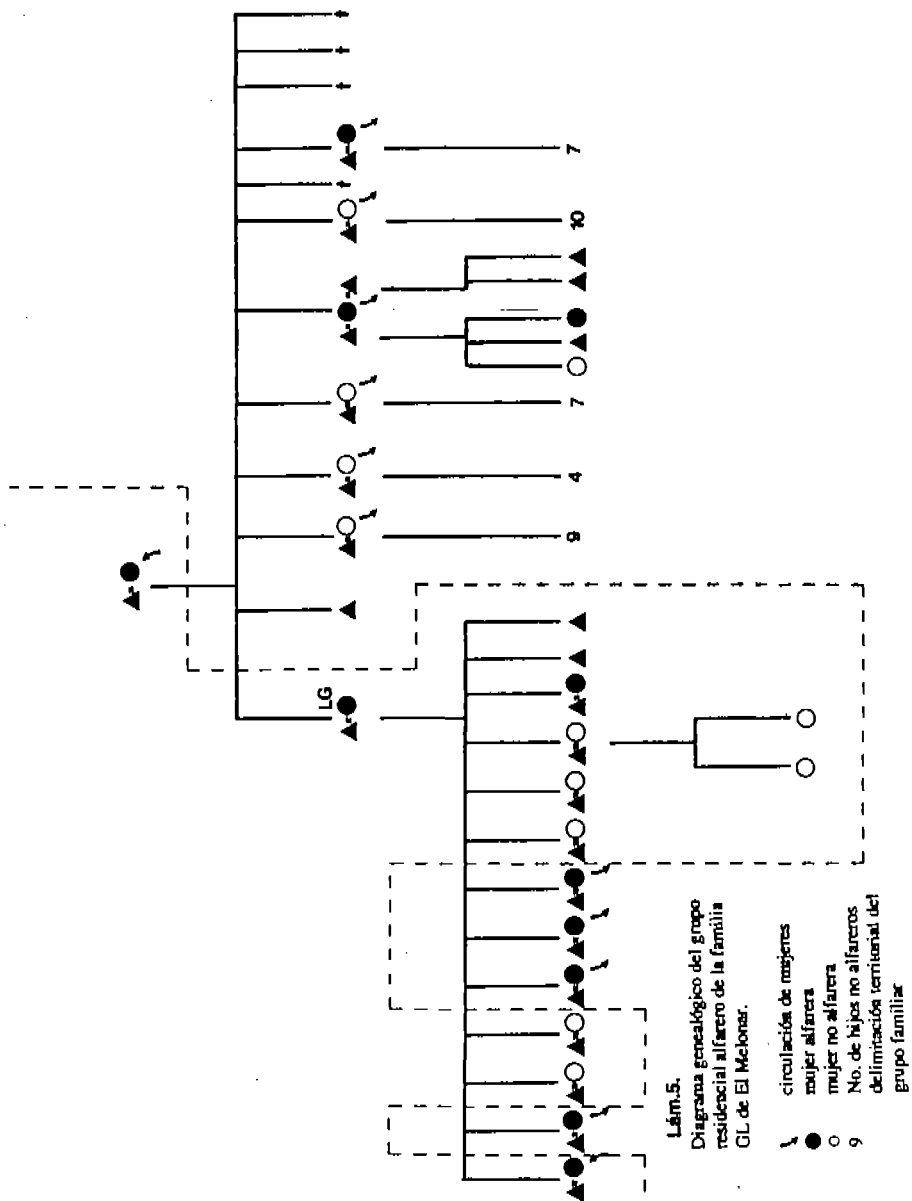 LG
9 4 7 10 7
Lám.5.
Diagrama genealógico del grupo
residencial alfarero de la familia
GL de El Melonar.
circulación de mujeres
mujer alfarera
mujer no alfarera
9 No. de hijos no alfareros
delimitación territorial del
grupo familiar